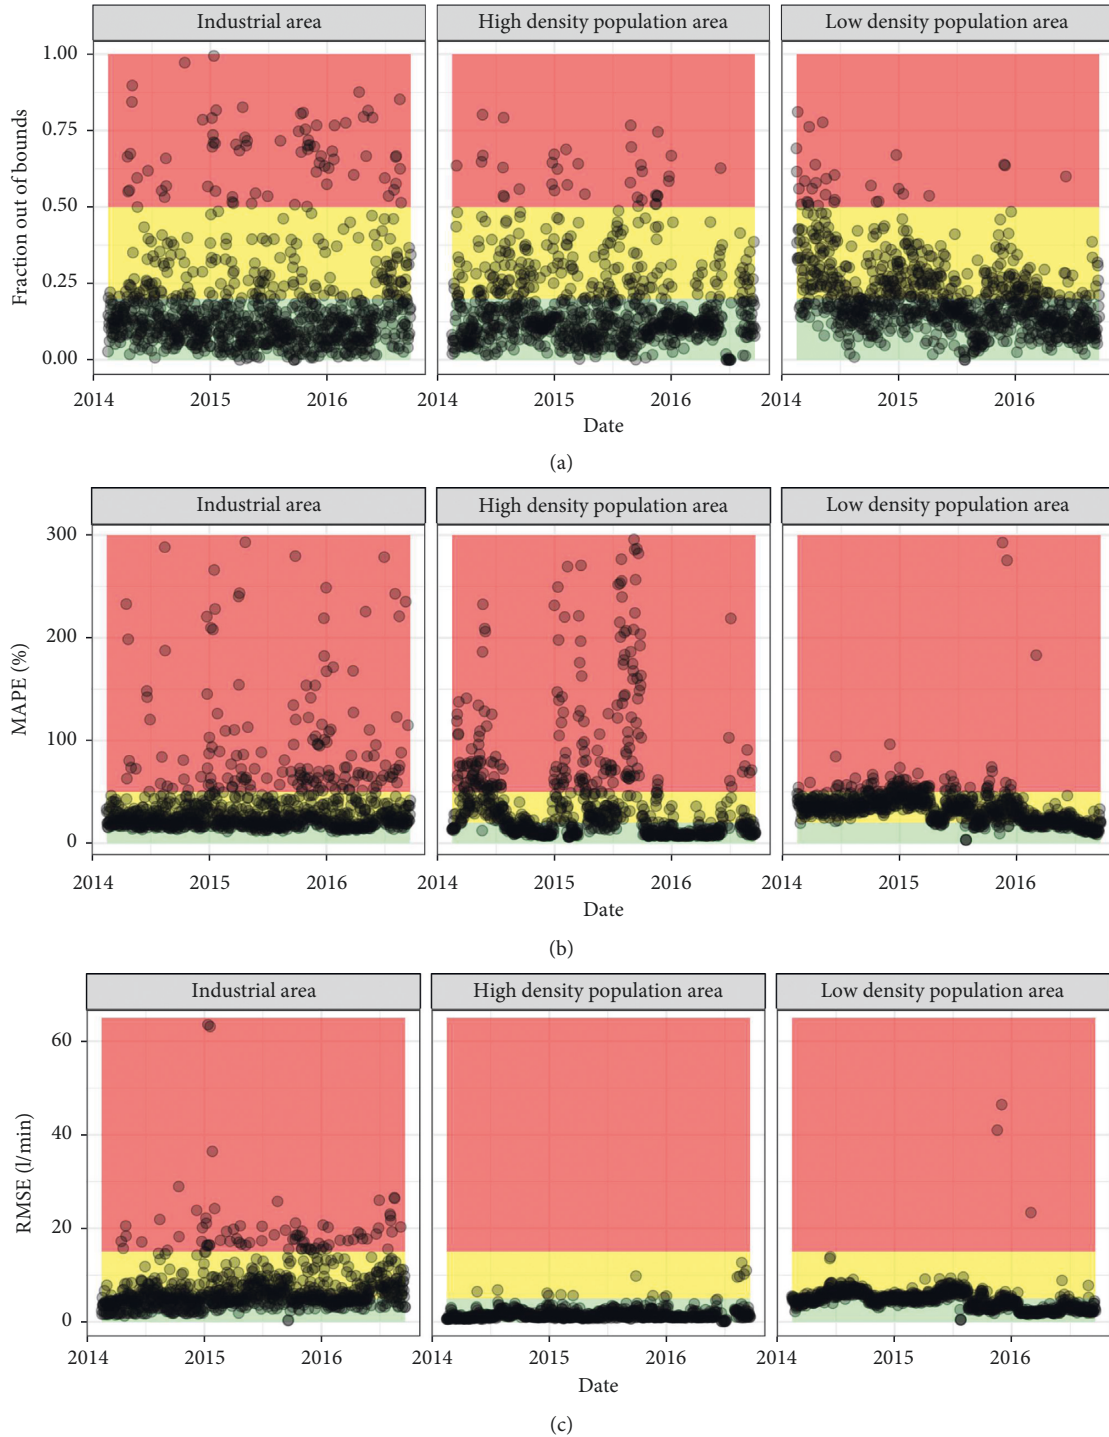 Industrial area
High density population area
Low density population area
Fraction out of bounds
1.00
0.75
0.50
0.25
0.00
2014
2015
2016
2014
2015
2016
2014
2015
2016
Date
(a)
Industrial area
High density population area
Low density population area
MAPE (%)
300
200
100
0
2014
2015
2016
2014
2015
2016
2014
2015
2016
Date
(b)
Industrial area
High density population area
Low density population area
RMSE (l/min)
60
40
20
0
2014
2015
2016
2014
2015
2016
2014
2015
2016
Date
(c)